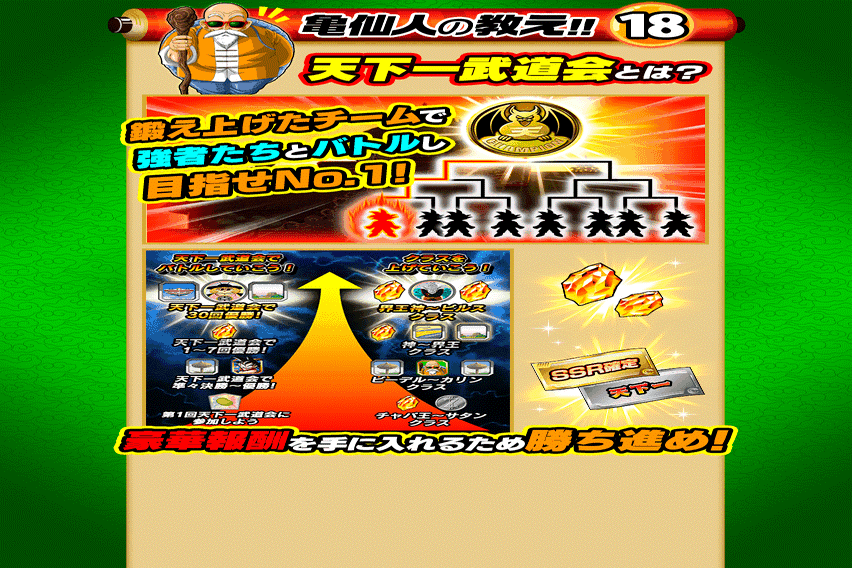 亀仙人の教え!! 18
天下一武道会とは?
鍛え上げたチームで
強者たちとバトルし
目指せNo.1!
天
天下一武道会で
バトルしていこう!
天下一武道会で
30回優勝!
天下一武道会で
1~7回優勝!
天下一武道会で
準々決勝~優勝!
第1回天下一武道会に
参加しよう
クラスを
上げていこう!
界王神~ビルス
クラス
神~界王
クラス
ビーデル~カリン
クラス
チャパ王~サタン
クラス
SSR確定
天下一
豪華報酬を手に入れるため勝ち進め!